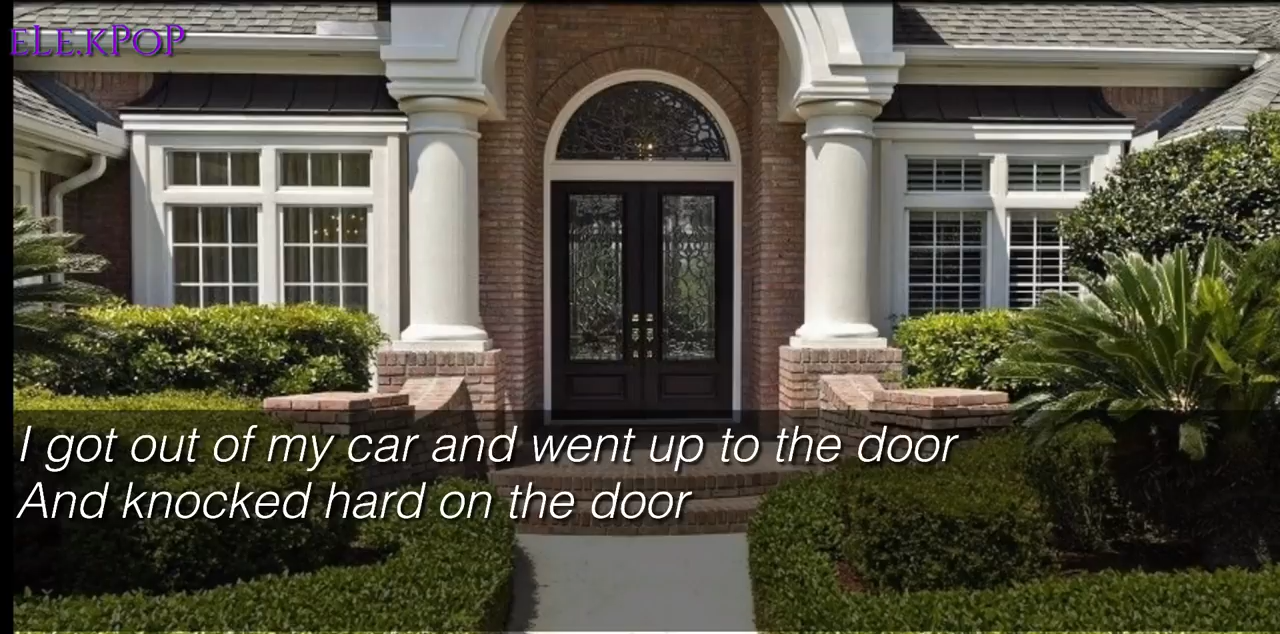 ELE.KPOP
I got out of my car and went up to the door
And knocked hard on the door